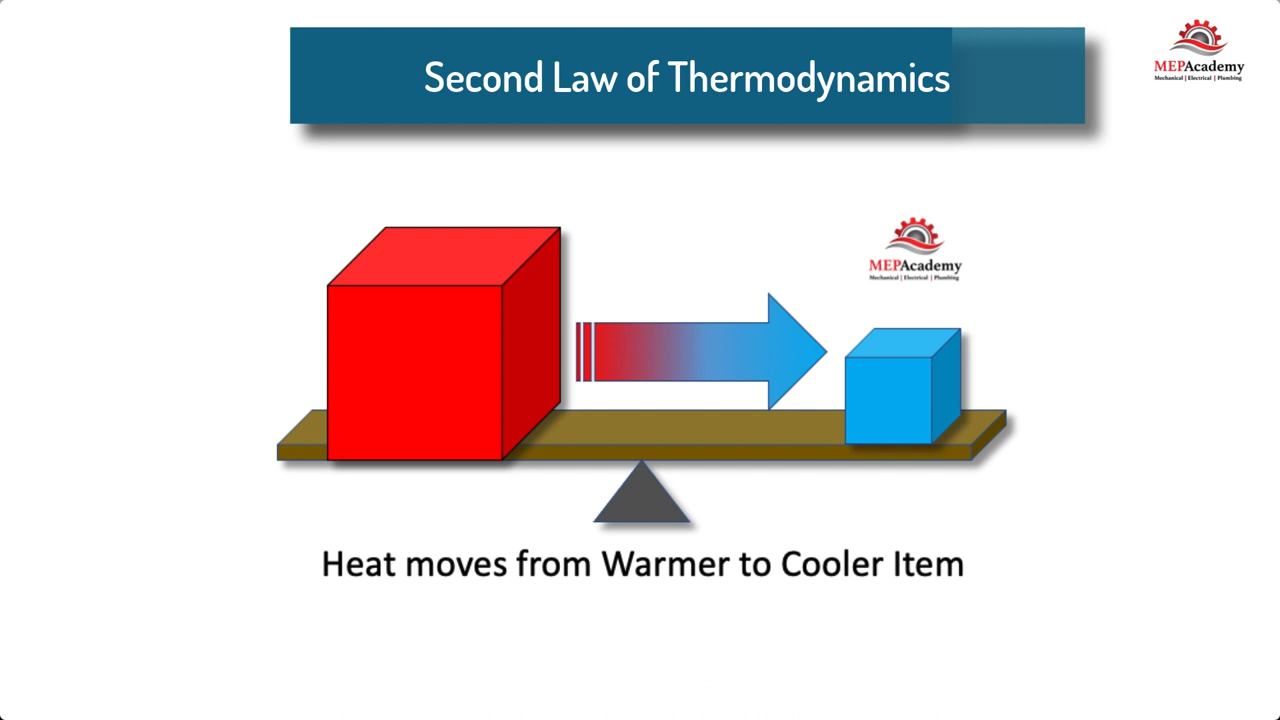 Second Law of Thermodynamics
MEPAcademy
Mechanical | Electrical | Plumbing
MEPAcademy
Mechanical | Electrical | Plumbing
Heat moves from Warmer to Cooler Item